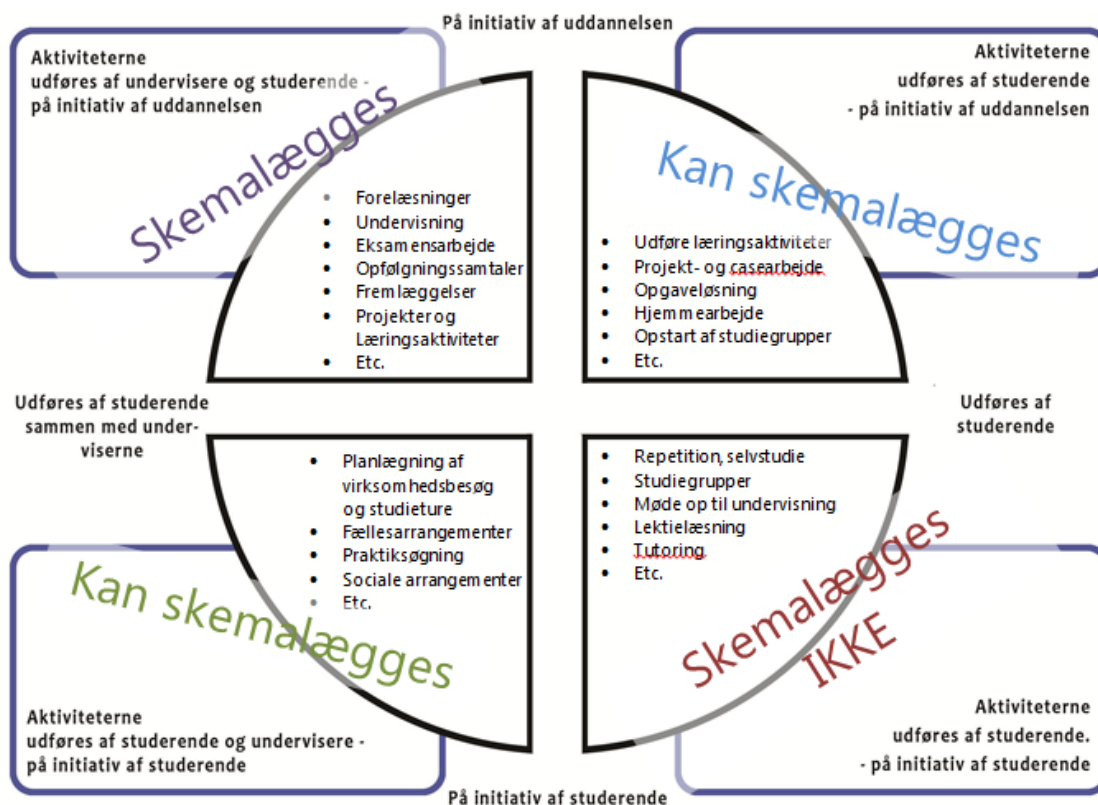 På initiativ af uddannelsen
Aktiviteterne
udføres af undervisere og studerende -
på initiativ af uddannelsen
Skemalægges
Aktiviteterne
udføres af studerende
- på initiativ af uddannelsen
Kan skemalægges
• Forelæsninger
• Undervisning
• Eksamensarbejde
• Opfølgningssamtaler
• Fremlæggelser
• Projekter og
Læringsaktiviteter
• Etc.
• Udføre læringsaktiviteter
• Projekt- og casearbejde
• Opgaveløsning
• Hjemmearbejde
• Opstart af studiegrupper
• Etc.
Udføres af studerende
sammen med under-
viserne
Udføres af
studerende
• Planlægning af
virksomhedsbesøg
og studieture
• Fællesarrangementer
• Praktiksøgning
• Sociale arrangementer
• Etc.
Kan skemalægges
• Repetition, selvstudie
• Studiegrupper
• Møde op til undervisning
• Lektielæsning
• Tutoring
• Etc.
Skemalægges
IKKE
Aktiviteterne
udføres af studerende og undervisere -
på initiativ af studerende
Aktiviteterne
udføres af studerende.
- på initiativ af studerende
På initiativ af studerende